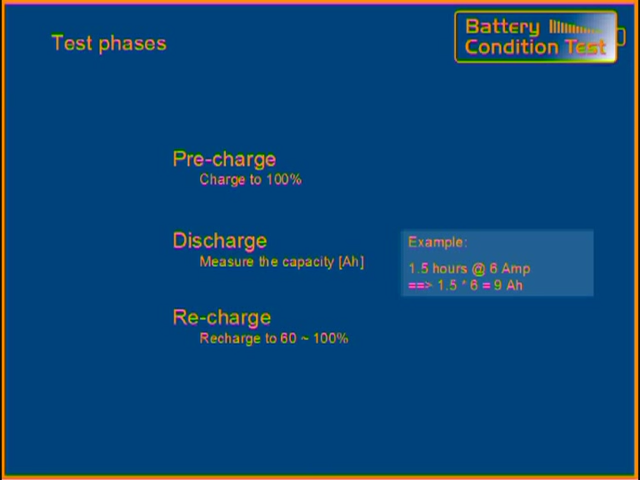 Test phases
Battery
Condition Test
Pre-charge
Charge to 100%
Discharge
Measure the capacity [Ah]
Example:
1.5 hours @ 6 Amp
==> 1.5 * 6 = 9 Ah
Re-charge
Recharge to 60 ~ 100%